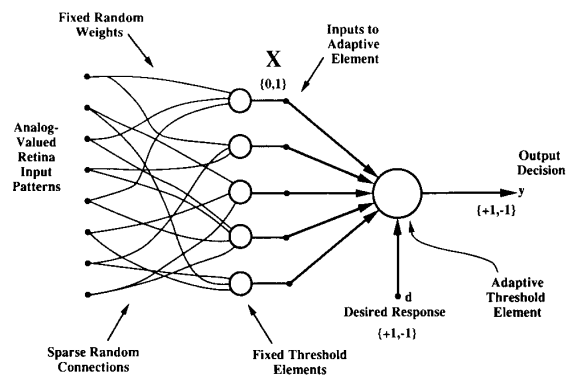 Fixed Random
Weights
X
{0,1}
Inputs to
Adaptive
Element
Analog-
Valued
Retina
Input
Patterns
Output
Decision
y
{+1,-1}
d
Desired Response
{+1,-1}
Adaptive
Threshold
Element
Sparse Random
Connections
Fixed Threshold
Elements